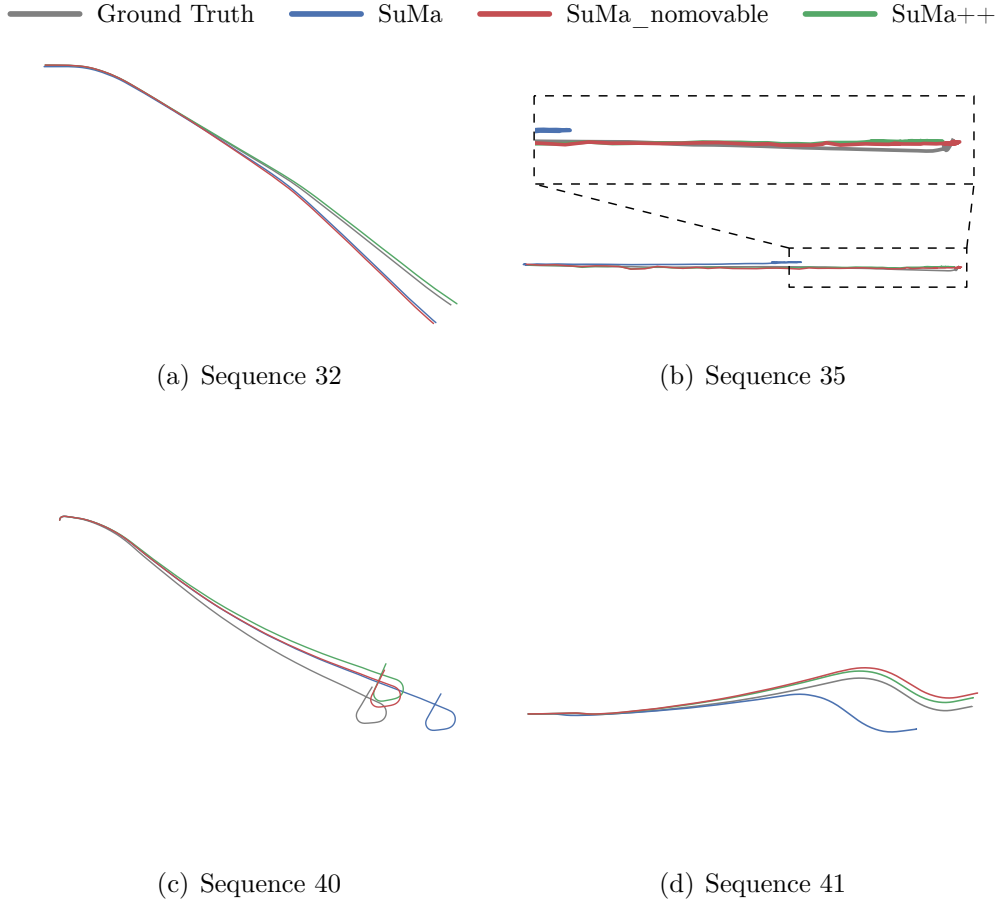 Ground Truth SuMa SuMa_nomovable SuMa++
(a) Sequence 32
(b) Sequence 35
(c) Sequence 40
(d) Sequence 41